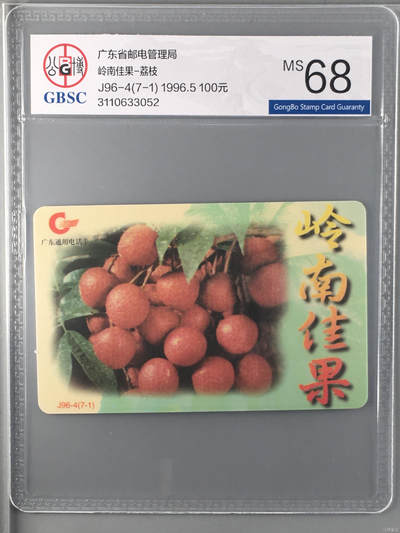 公博
G
GBSC
广东省邮电管理局
岭南佳果-荔枝
J96-4(7-1) 1996.5 100元
3110633052
MS 68
GongBo Stamp Card Guaranty
广东通用电话卡
岭南佳果
J96-4(7-1)